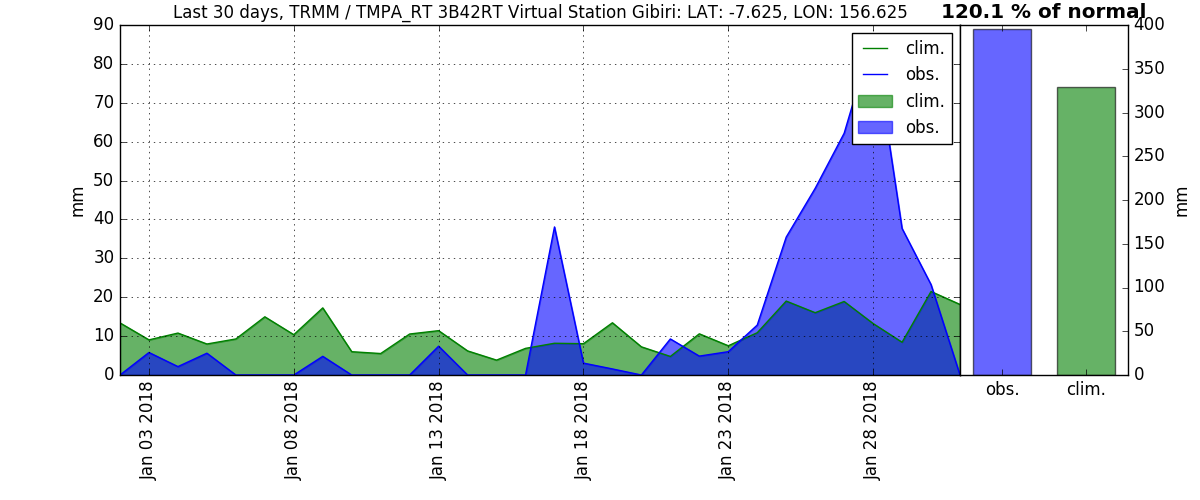 Last 30 days, TRMM / TMPA_RT 3B42RT Virtual Station Gibiri: LAT: -7.625, LON: 156.625
120.1 % of normal
90
80
70
60
50
40
30
20
10
0
mm
clim.
obs.
clim.
obs.
Jan 03 2018
Jan 08 2018
Jan 13 2018
Jan 18 2018
Jan 23 2018
Jan 28 2018
400
350
300
250
200
150
100
50
0
mm
obs.
clim.